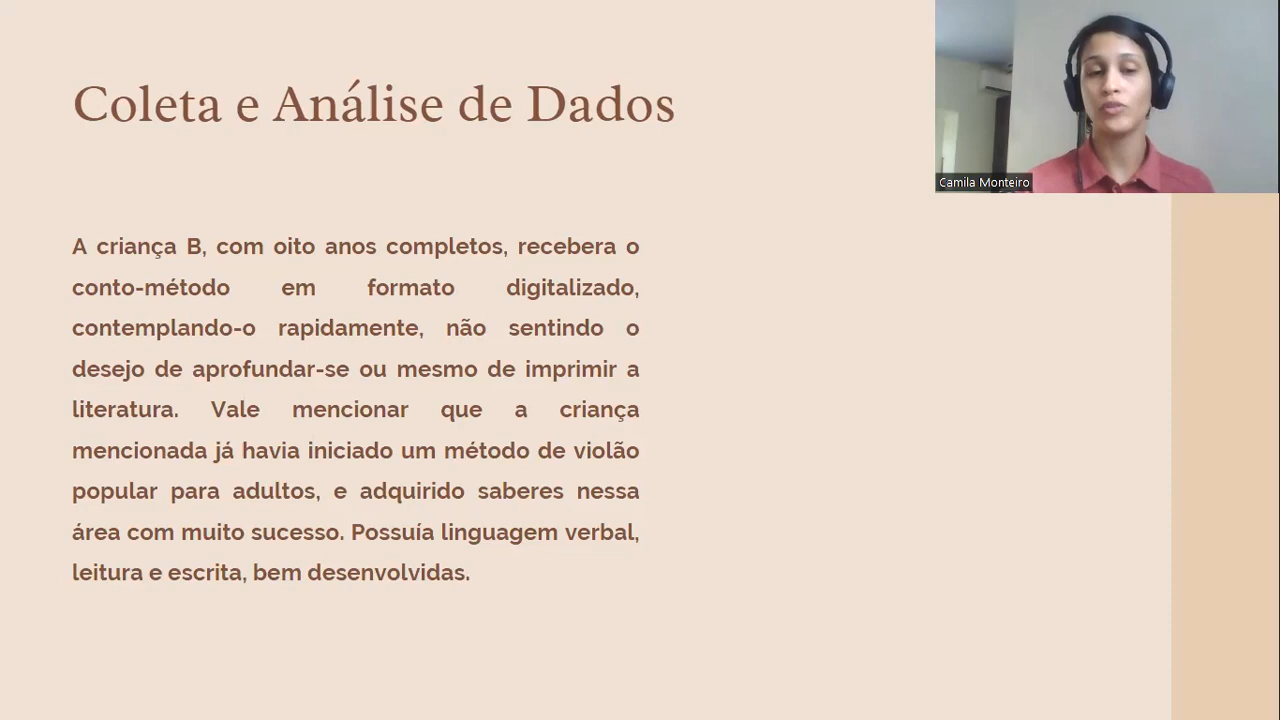 Coleta e Análise de Dados
Camila Monteiro
A criança B, com oito anos completos, recebera o
conto-método em formato digitalizado,
contemplando-o rapidamente, não sentindo o
desejo de aprofundar-se ou mesmo de imprimir a
literatura. Vale mencionar que a criança
mencionada já havia iniciado um método de violão
popular para adultos, e adquirido saberes nessa
área com muito sucesso. Possuía linguagem verbal,
leitura e escrita, bem desenvolvidas.